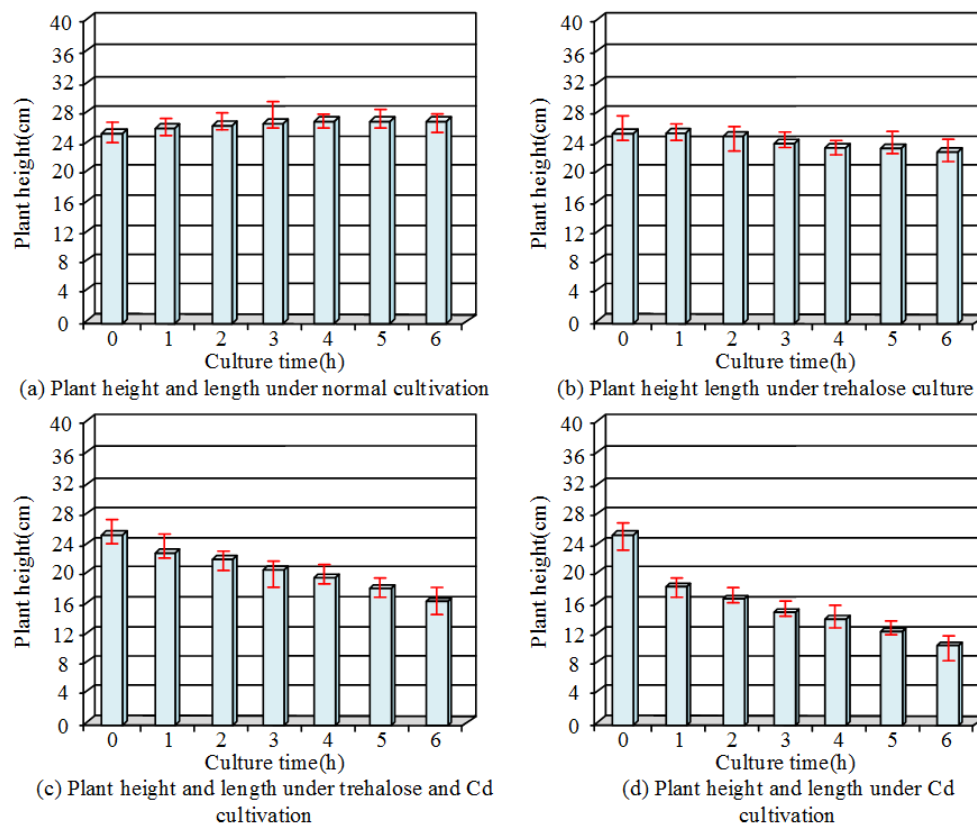 40
36
32
28
24
20
16
12
8
4
0
Plant height(cm)
0 1 2 3 4 5 6
Culture time(h)
(a) Plant height and length under normal cultivation
40
36
32
28
24
20
16
12
8
4
0
Plant height(cm)
0 1 2 3 4 5 6
Culture time(h)
(b) Plant height length under trehalose culture
40
36
32
28
24
20
16
12
8
4
0
Plant height(cm)
0 1 2 3 4 5 6
Culture time(h)
(c) Plant height and length under trehalose and Cd
cultivation
40
36
32
28
24
20
16
12
8
4
0
Plant height(cm)
0 1 2 3 4 5 6
Culture time(h)
(d) Plant height and length under Cd
cultivation